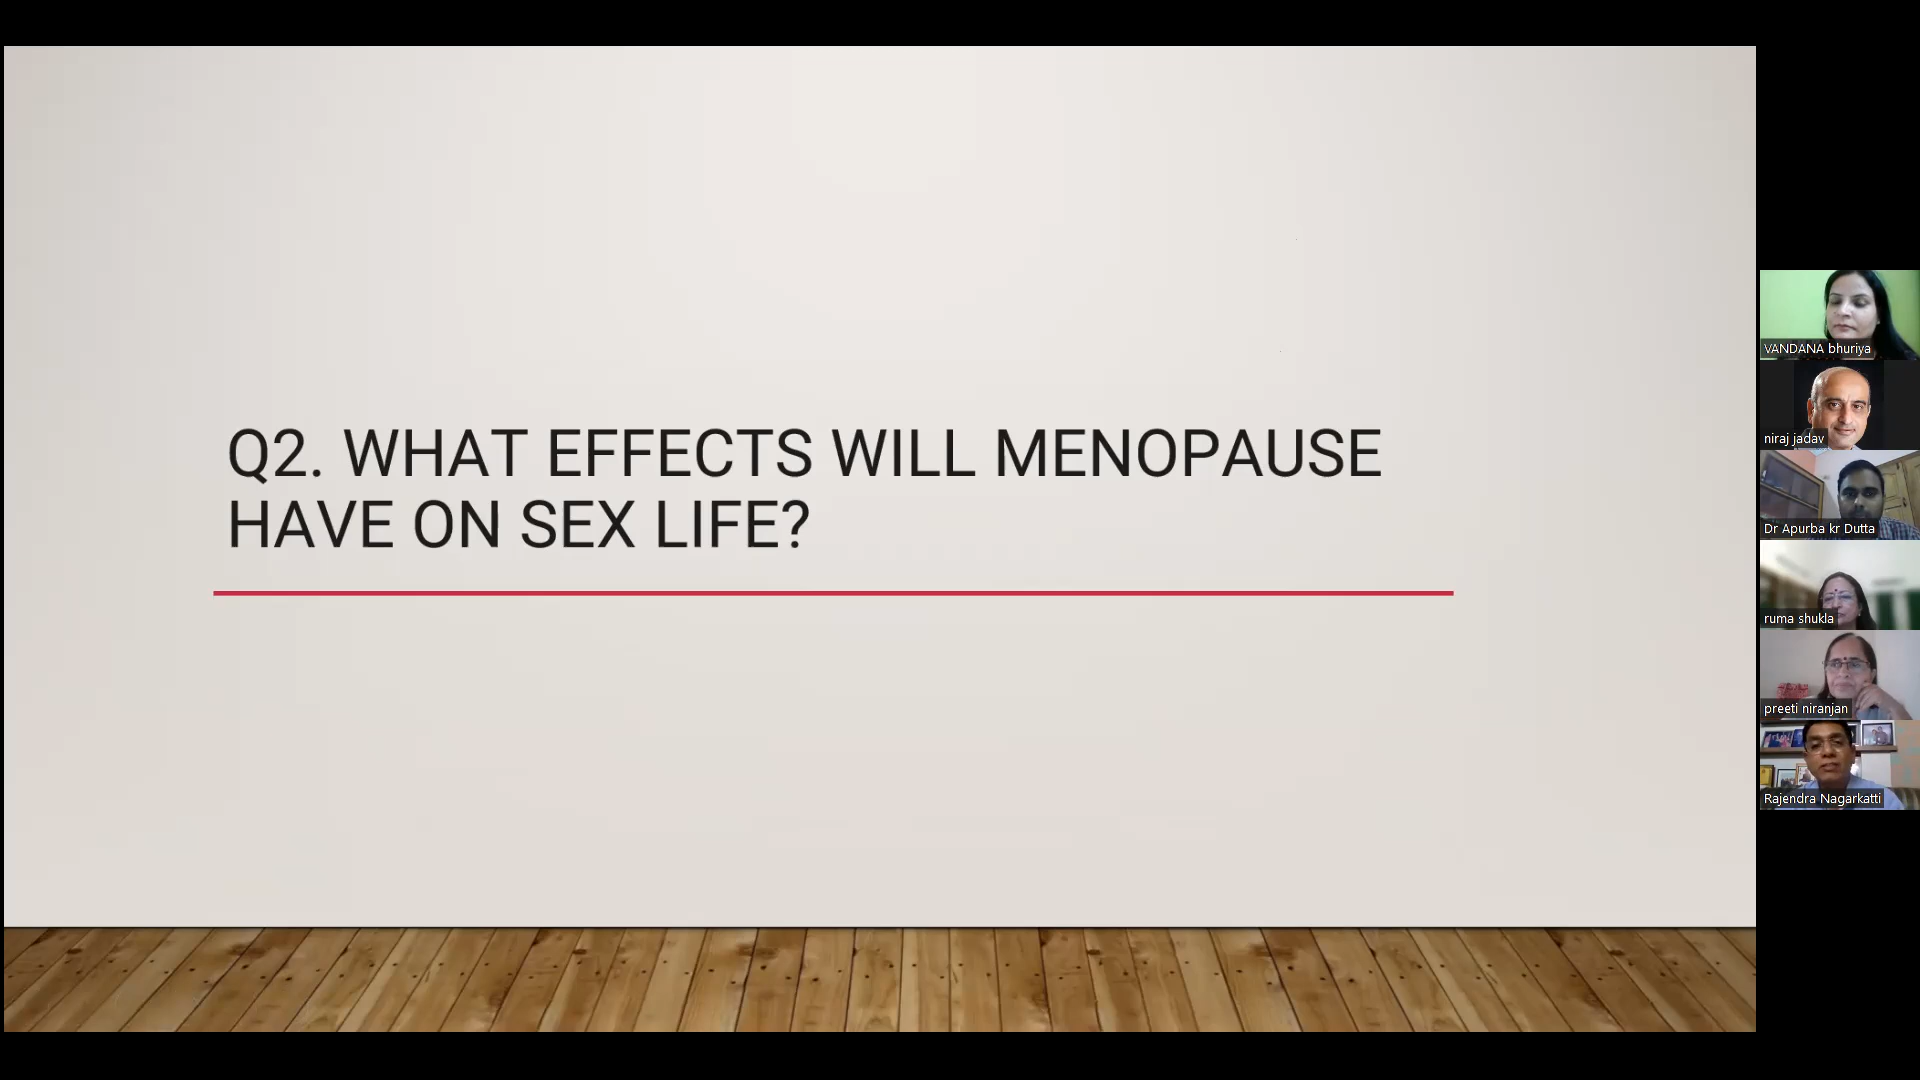 Q2. WHAT EFFECTS WILL MENOPAUSE
HAVE ON SEX LIFE?
VANDANA bhuriya
niraj jadav
Dr Apurba kr Dutta
ruma shukla
preeti niranjan
Rajendra Nagarkatti